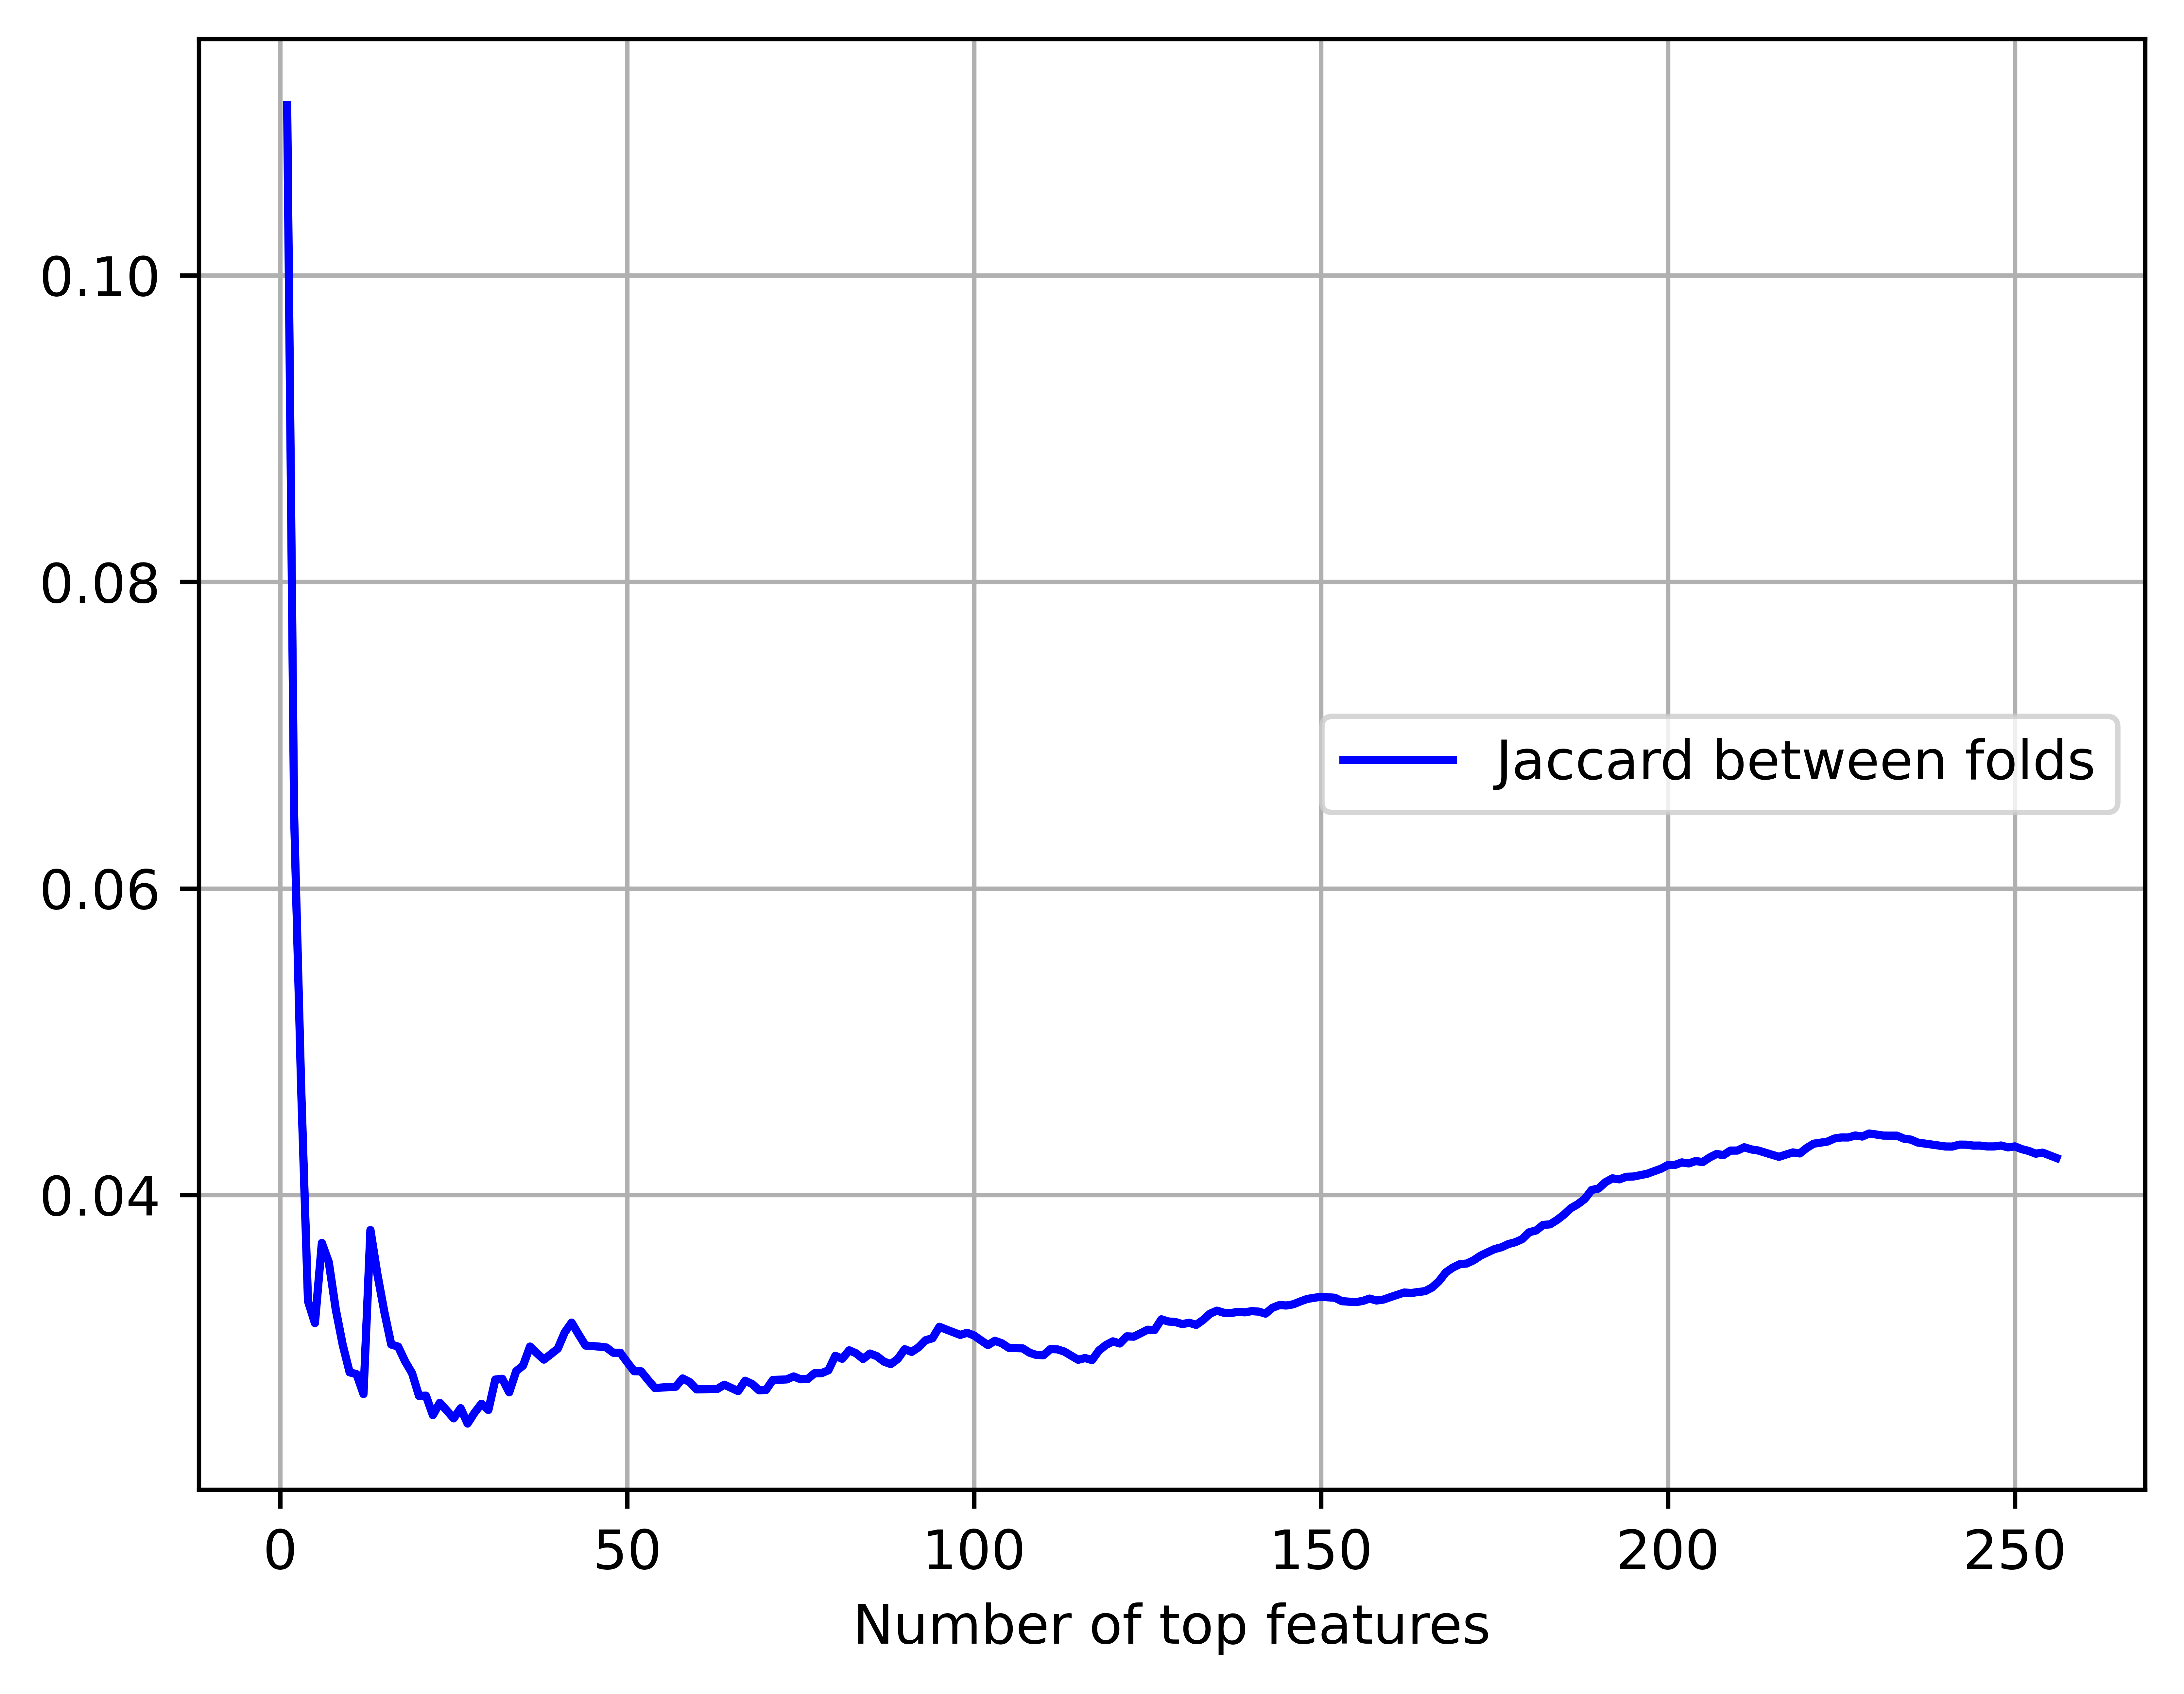 0.10
0.08
0.06
0.04
Jaccard between folds
0 50 100 150 200 250
Number of top features